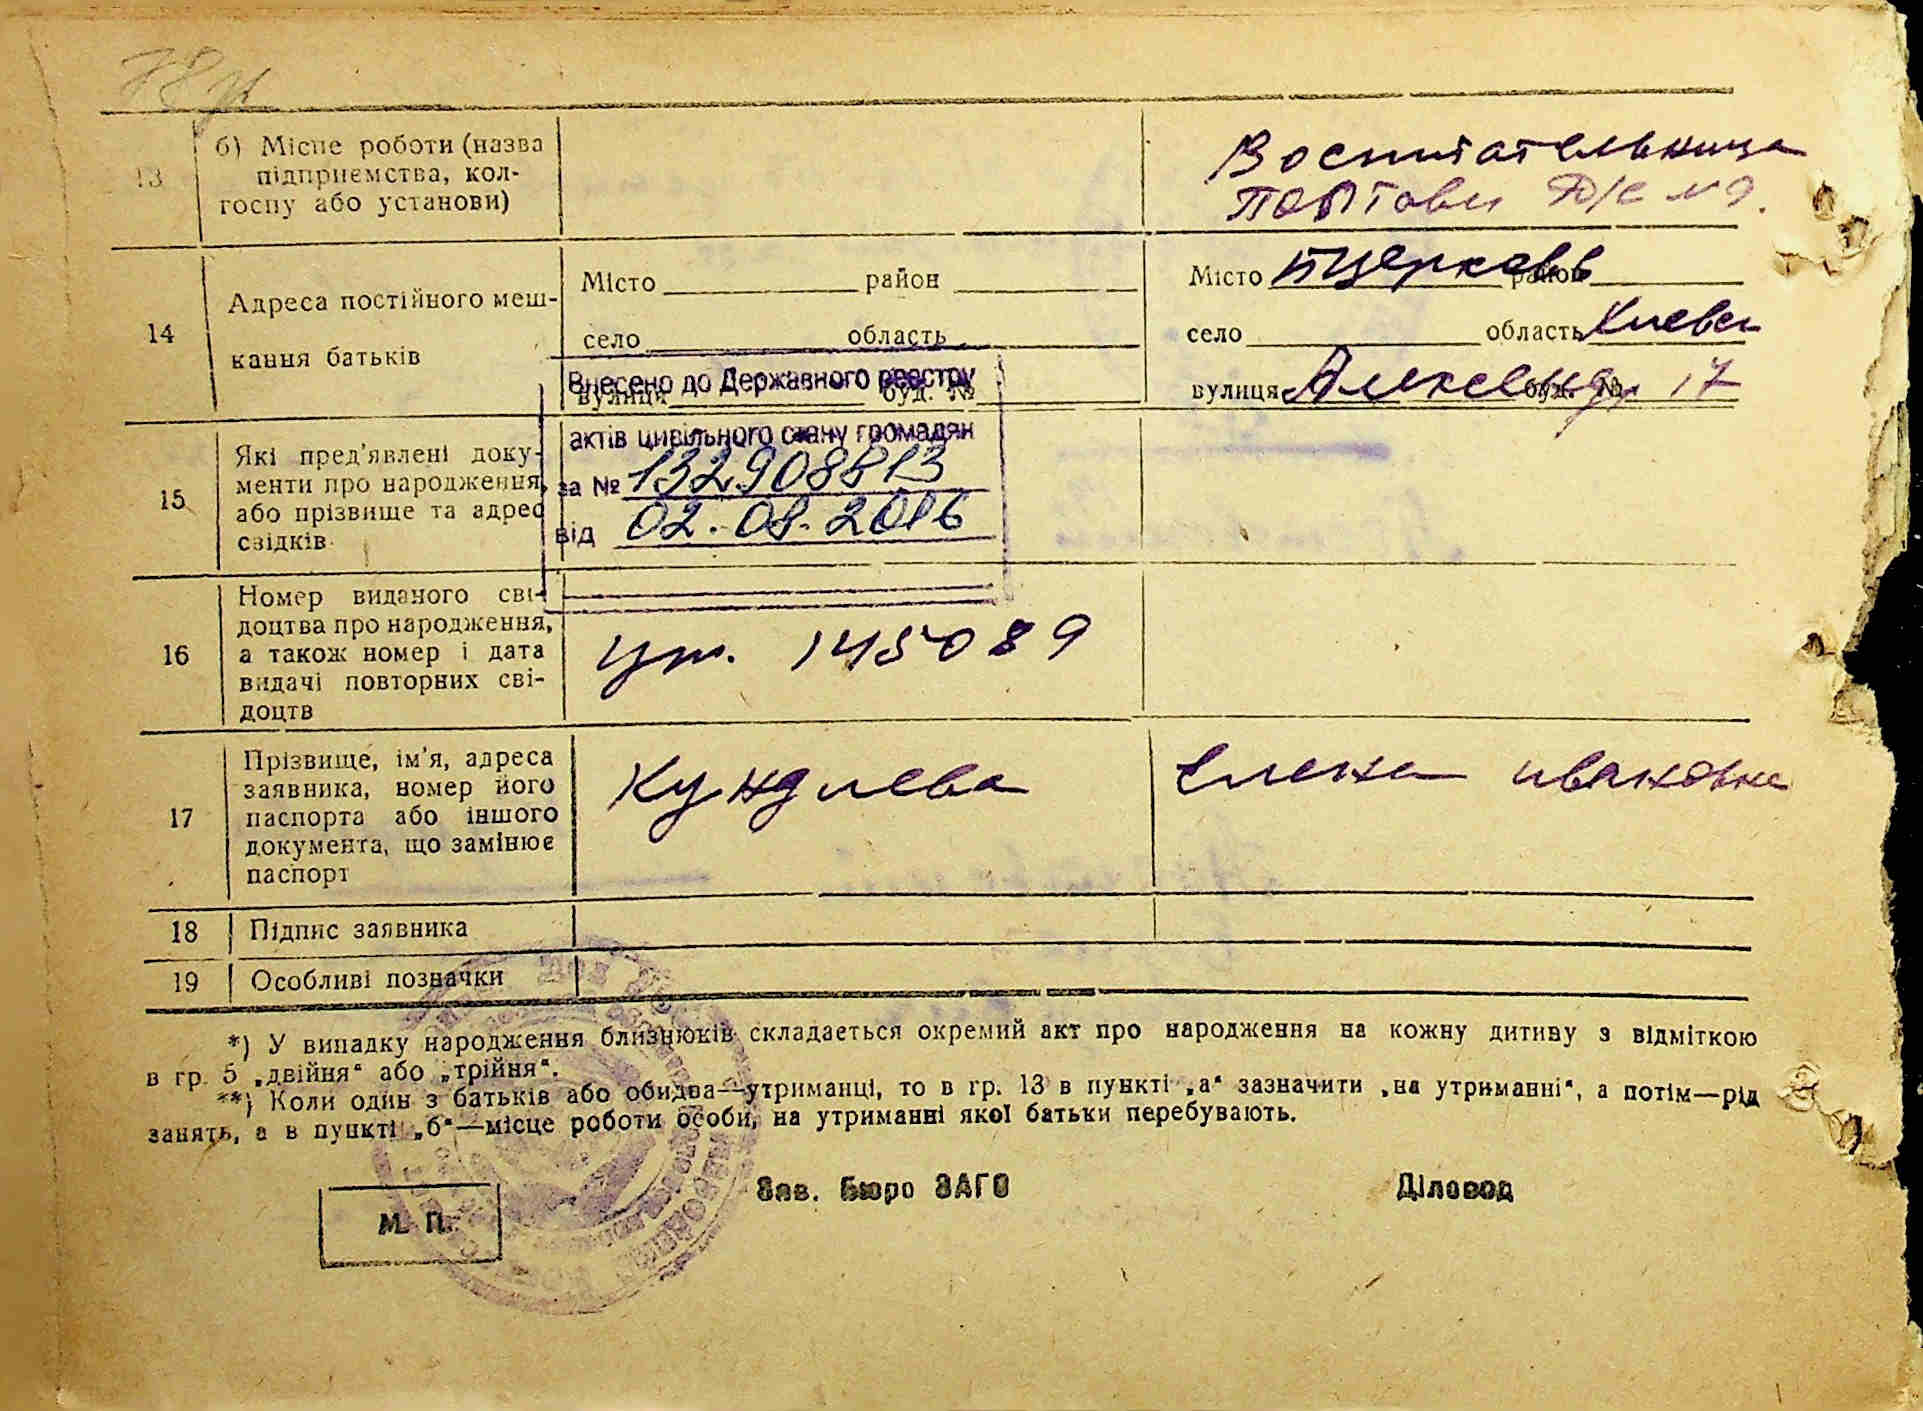 13
б) Місце роботи (назва
підприємства, кол-
госпу або установи)
Воспитательница
Д/с №9.
14
Адреса постійного меш-
кання батьків
Місто район
село область
вулиця буд. №
Місто Бцерковь район
село область Киевск
вулиця Александр буд. № 17
Внесено до Державного реєстру
актів цивільного стану громадян
за № 132908813
від 02.08.2016
15
Які пред'явлені доку-
менти про народження,
або прізвище та адрес
свідків
16
Номер виданого сві-
доцтва про народження,
а також номер і дата
видачі повторних сві-
доцтв
145089
17
Прізвище, ім'я, адреса
заявника, номер його
паспорта або іншого
документа, що замінює
паспорт
Кундиева Елена Ивановна
18 Підпис заявника
19 Особливі позначки
*) У випадку народження близнюків складається окремий акт про народження на кожну дитину з відміткою
в гр. 5 „двійня“ або „трійня“.
**) Коли один з батьків або обидва—утриманці, то в гр. 13 в пункті „а“ зазначити „на утриманні“, а потім—рід
занять, а в пункті „б“—місце роботи особи, на утриманні якої батьки перебувають.
М. П.
Зав. Бюро ЗАГС
Діловод